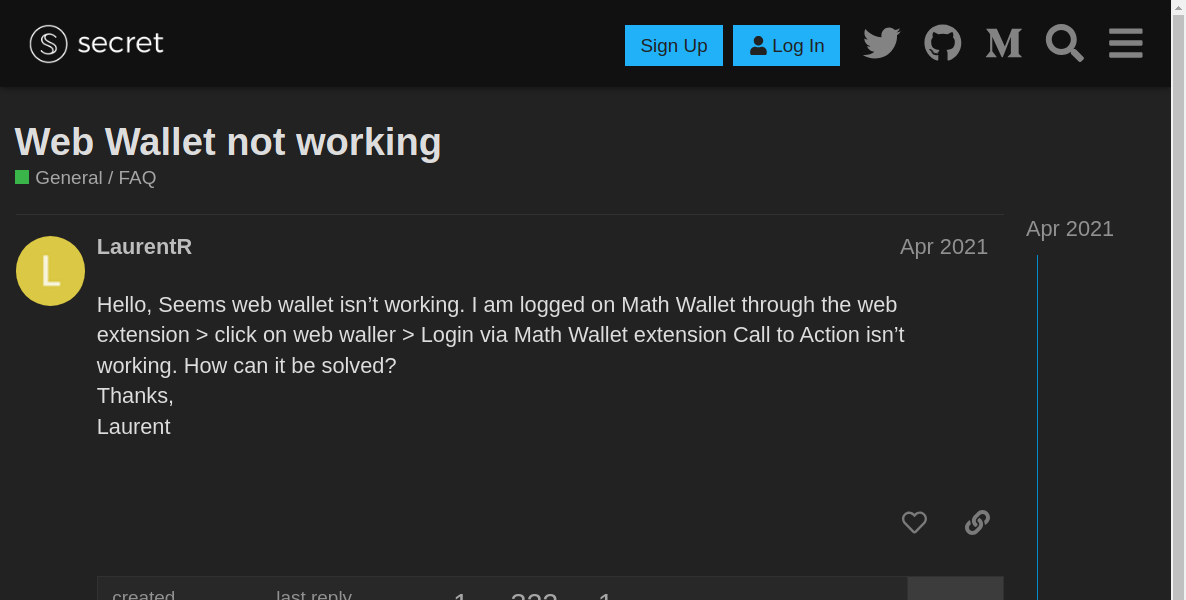 secret
Sign Up
Log In
Web Wallet not working
General / FAQ
LaurentR
Apr 2021
Apr 2021
L
Hello, Seems web wallet isn’t working. I am logged on Math Wallet through the web
extension > click on web waller > Login via Math Wallet extension Call to Action isn’t
working. How can it be solved?
Thanks,
Laurent
created
last reply